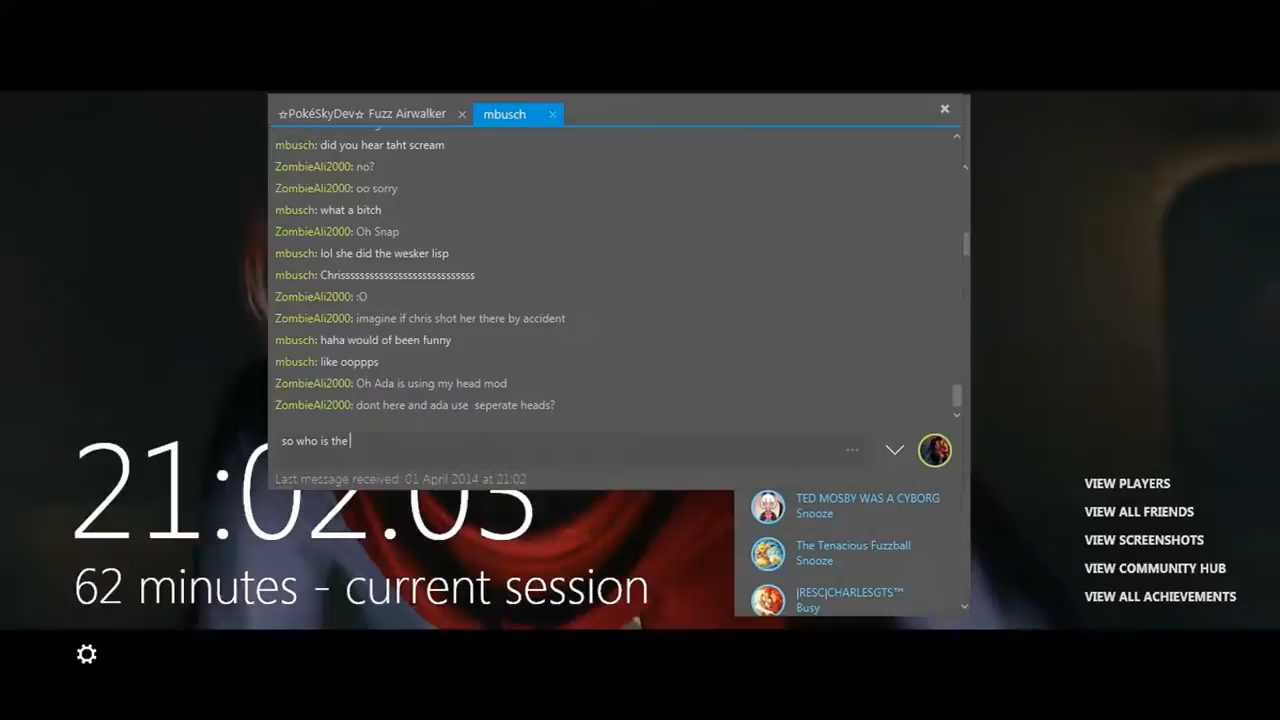 ☆PokéSkyDev☆ Fuzz Airwalker
mbusch
mbusch: did you hear taht scream
ZombieAli2000: no?
ZombieAli2000: oo sorry
mbusch: what a bitch
ZombieAli2000: Oh Snap
mbusch: lol she did the wesker lisp
mbusch: Chrisssssssssssssssssssssssssssss
ZombieAli2000: :O
ZombieAli2000: imagine if chris shot her there by accident
mbusch: haha would of been funny
mbusch: like ooppps
ZombieAli2000: Oh Ada is using my head mod
ZombieAli2000: dont here and ada use seperate heads?
so who is the
Last message received: 01 April 2014 at 21:02
21:02.05
62 minutes - current session
TED MOSBY WAS A CYBORG
Snooze
The Tenacious Fuzzball
Snooze
|RESC|CHARLESGTS™
Busy
VIEW PLAYERS
VIEW ALL FRIENDS
VIEW SCREENSHOTS
VIEW COMMUNITY HUB
VIEW ALL ACHIEVEMENTS